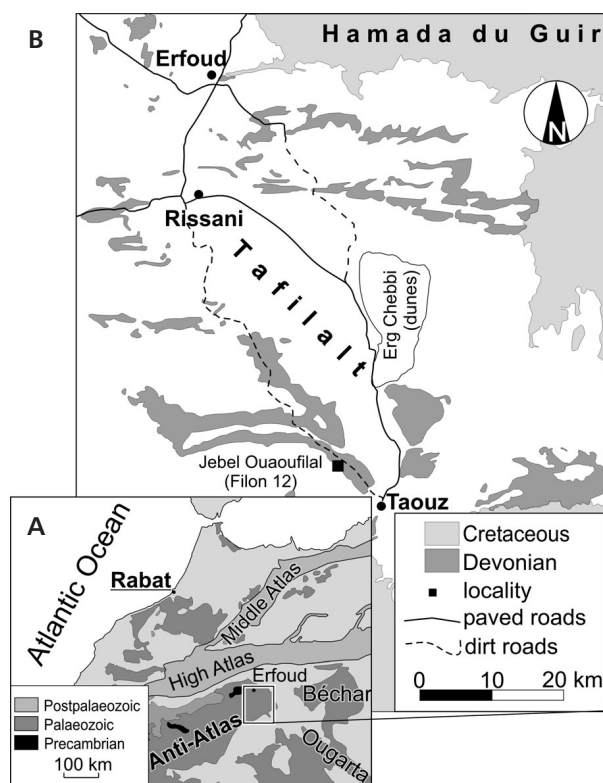 B
Hamada du Guir
Erfoud
N
Rissani
Tafilalt
Erg Chebbi
(dunes)
Jebel Ouaoufilal
(Filon 12)
Taouz
A
Atlantic Ocean
Rabat
Middle Atlas
High Atlas
Erfoud
Béchar
Anti-Atlas
Ougarta
Postpalaeozoic
Palaeozoic
Precambrian
100 km
Cretaceous
Devonian
locality
paved roads
dirt roads
0 10 20 km